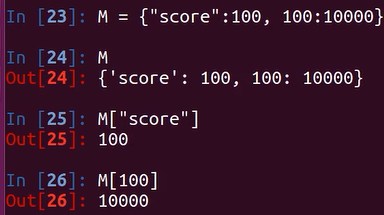 In [23]: M = {"score":100, 100:10000}
In [24]: M
Out[24]: {'score': 100, 100: 10000}
In [25]: M["score"]
Out[25]: 100
In [26]: M[100]
Out[26]: 10000